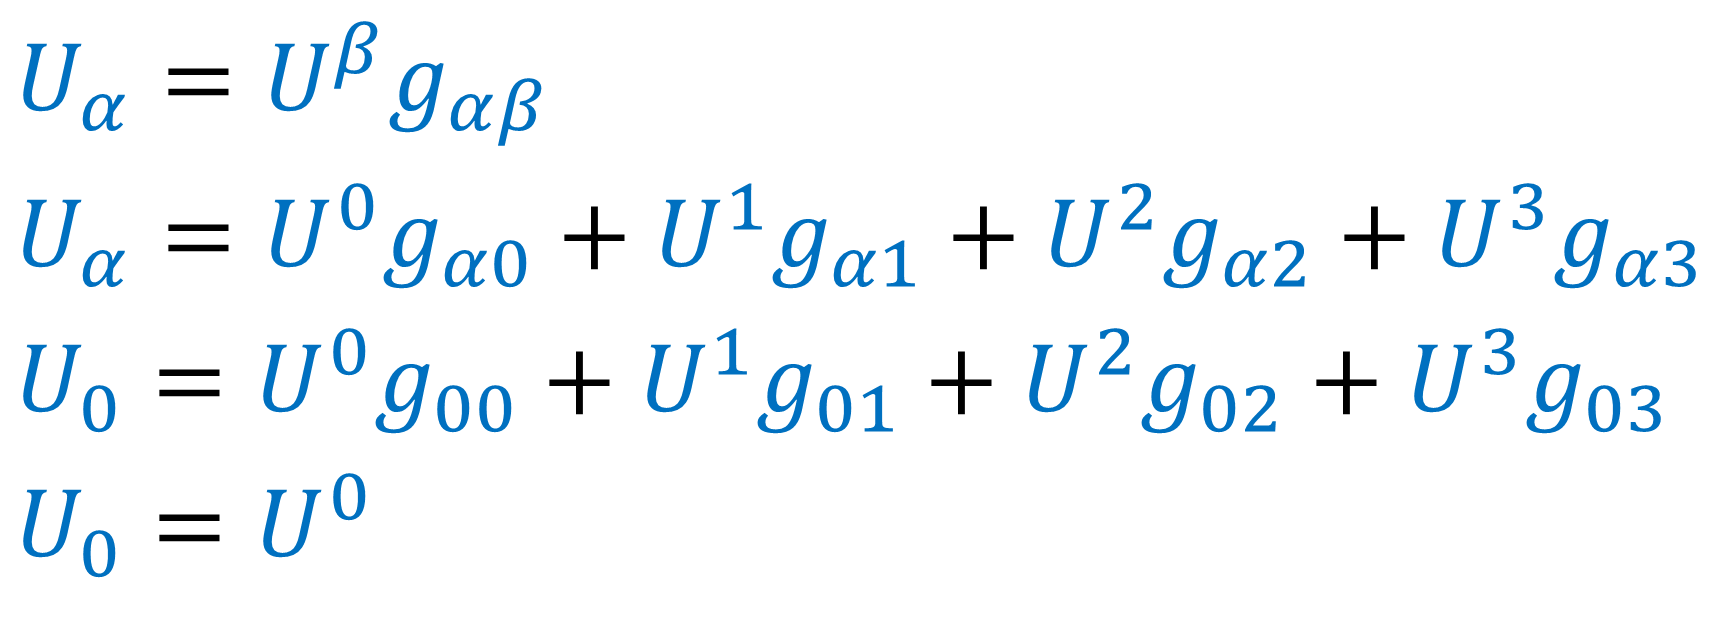 U_α = U^β g_αβ
U_α = U^0 g_α0 + U^1 g_α1 + U^2 g_α2 + U^3 g_α3
U_0 = U^0 g_00 + U^1 g_01 + U^2 g_02 + U^3 g_03
U_0 = U^0